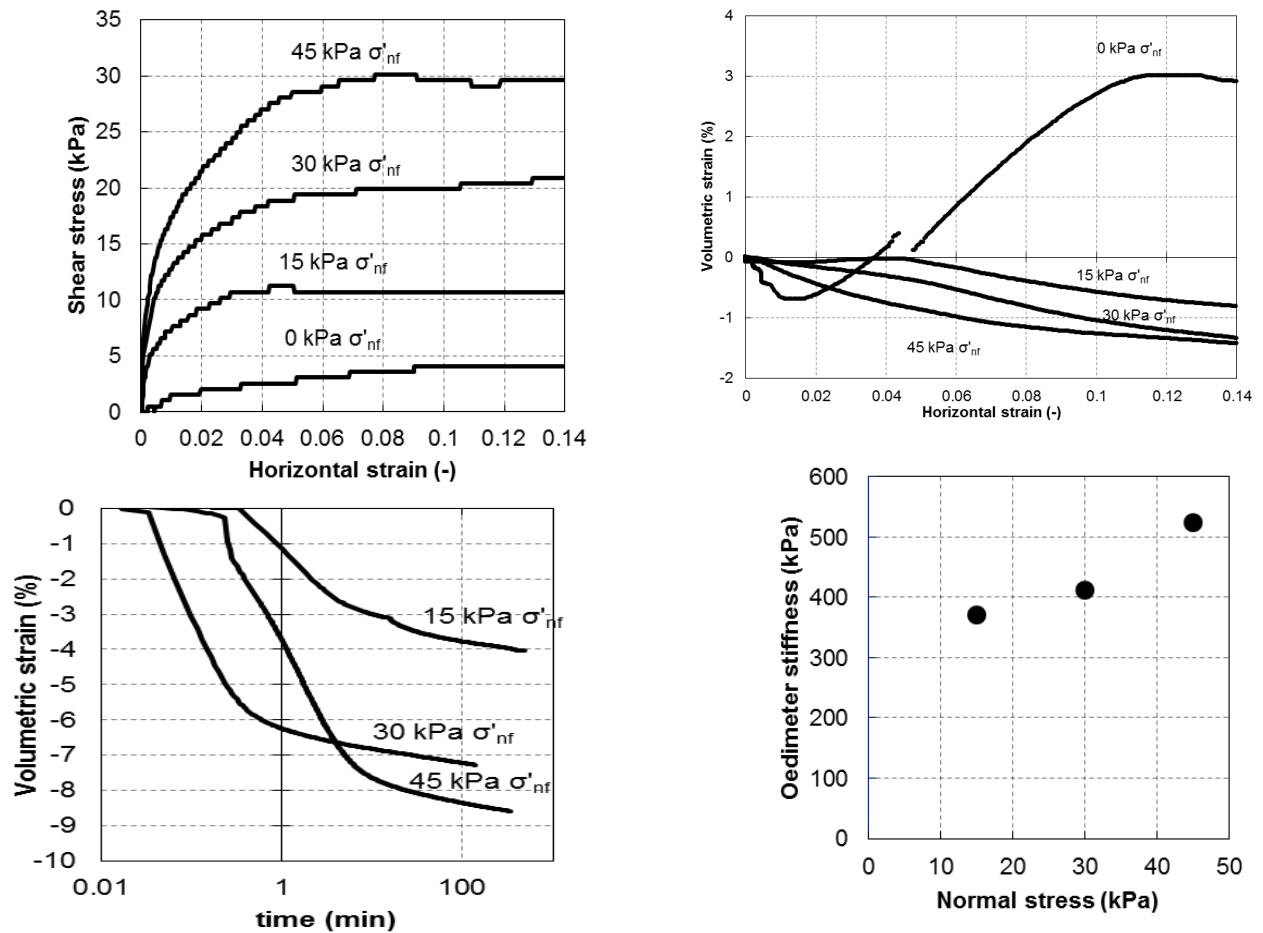 35
30
25
20
15
10
5
0
Shear stress (kPa)
45 kPa σ'nf
30 kPa σ'nf
15 kPa σ'nf
0 kPa σ'nf
0 0.02 0.04 0.06 0.08 0.1 0.12 0.14
Horizontal strain (-)
4
3
2
1
0
-1
-2
Volumetric strain (%)
0 kPa σ'nf
15 kPa σ'nf
30 kPa σ'nf
45 kPa σ'nf
0 0.02 0.04 0.06 0.08 0.1 0.12 0.14
Horizontal strain (-)
0
-1
-2
-3
-4
-5
-6
-7
-8
-9
-10
Volumetric strain (%)
15 kPa σ'nf
30 kPa σ'nf
45 kPa σ'nf
0.01 1 100
time (min)
600
500
400
300
200
100
0
Oedimeter stiffness (kPa)
0 10 20 30 40 50
Normal stress (kPa)